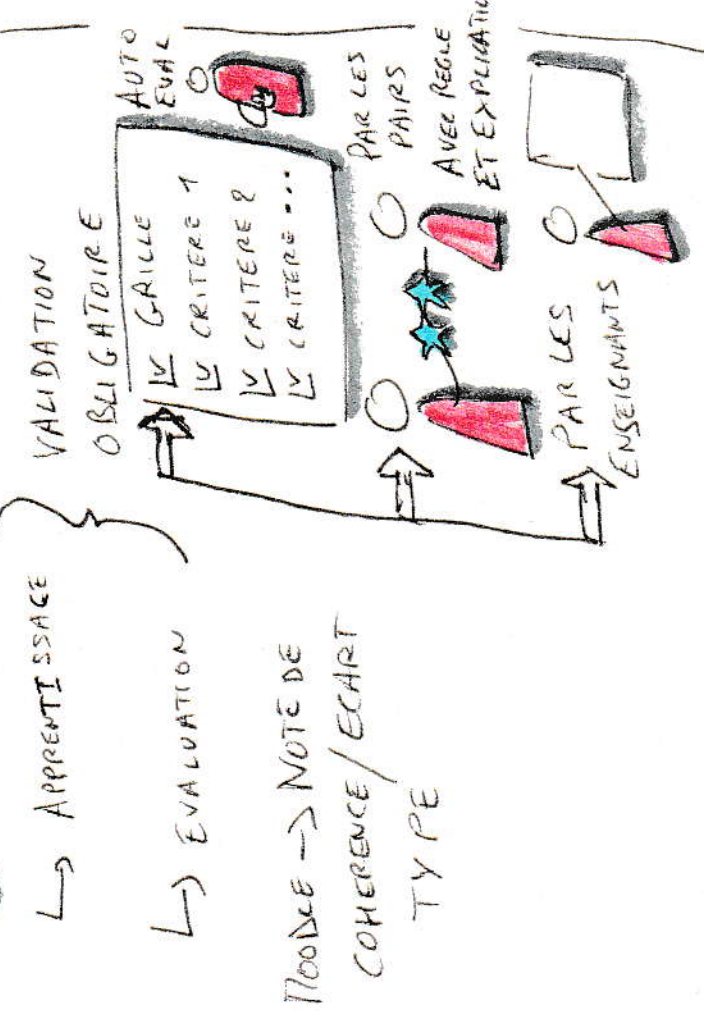 ↳ APPRENTISSAGE
↳ EVALUATION
MOODLE -> NOTE DE
COHERENCE / ECART
TYPE
VALIDATION
OBLIGATOIRE
GRILLE
CRITERE 1
CRITERE 2
CRITERE ...
AUTO
EVAL
PAR LES
PAIRS
AVEC REGLE
ET EXPLICATION
PAR LES
ENSEIGNANTS